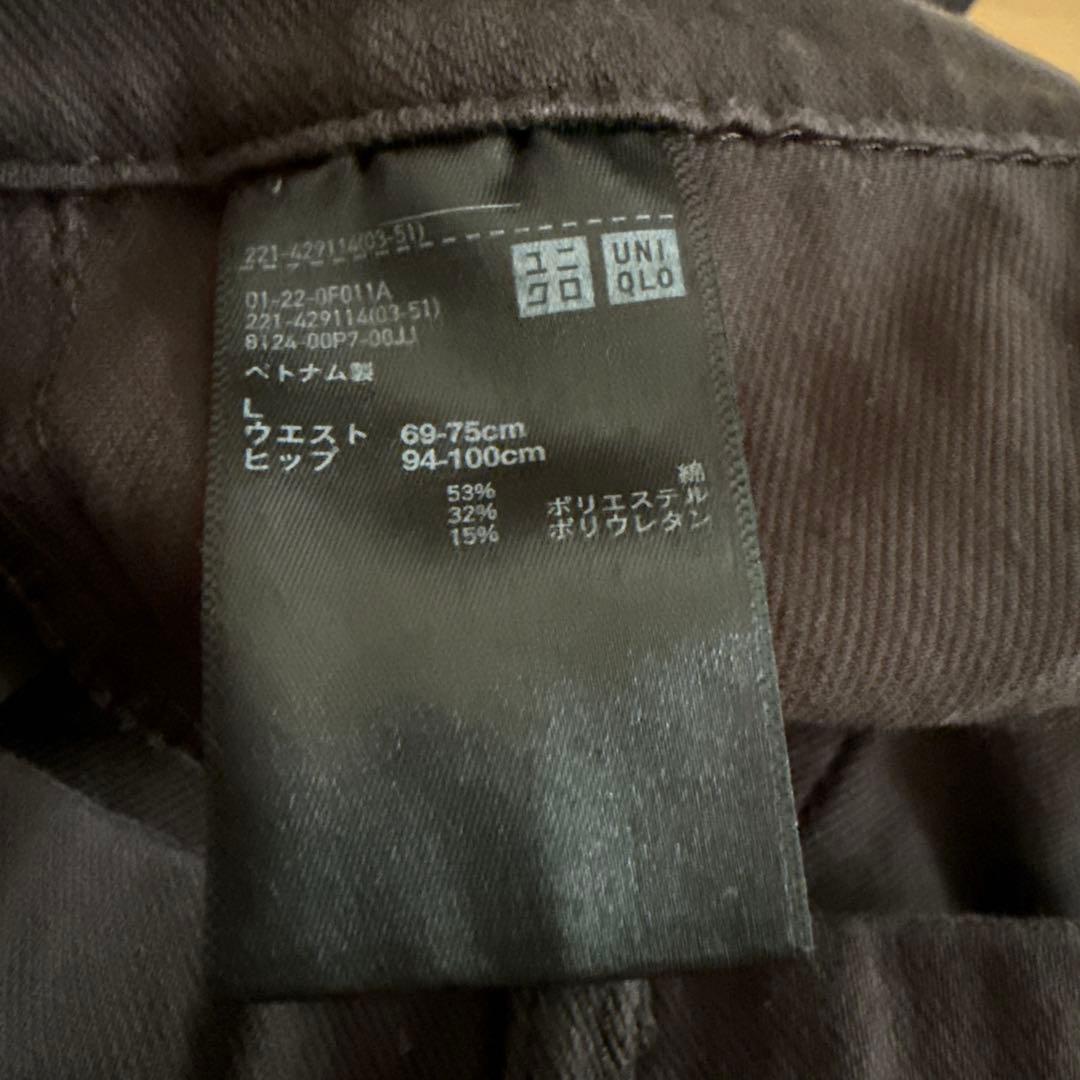 221-429114(03-51)
ユニ
クロ
UNI
QLO
01-22-0F011A
221-429114(03-51)
8124-00P7-00JJ
ベトナム製
L
ウエスト 69-75cm
ヒップ 94-100cm
53% 綿
32% ポリエステル
15% ポリウレタン